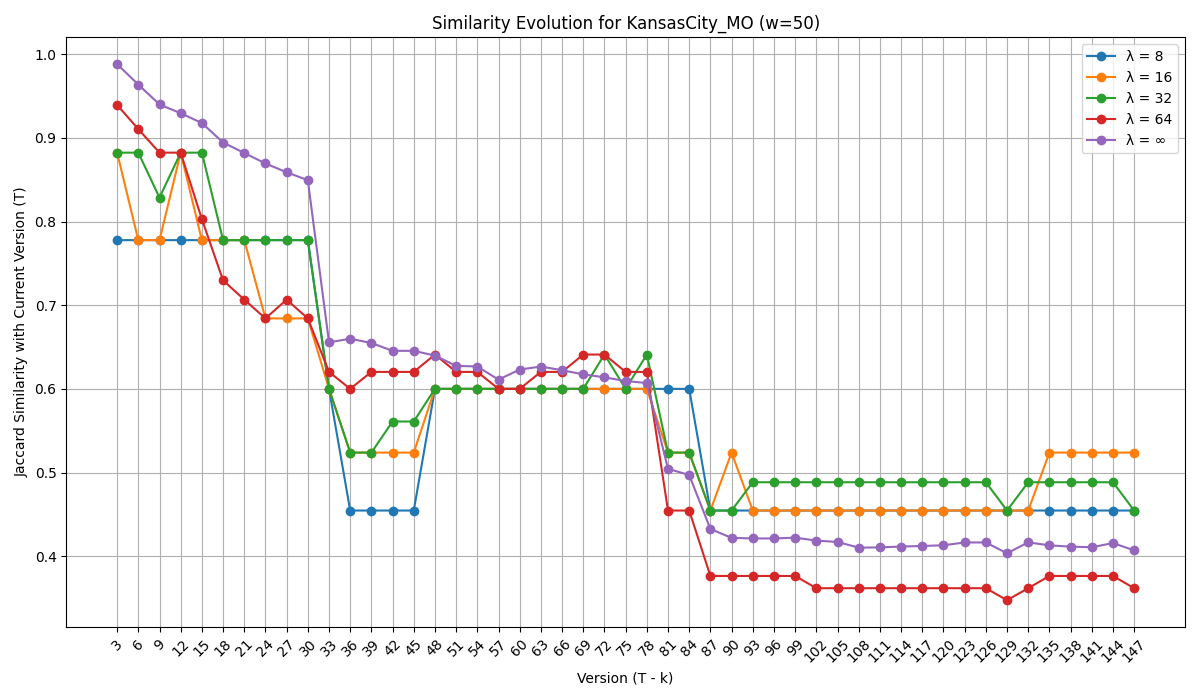 Similarity Evolution for KansasCity_MO (w=50)
Jaccard Similarity with Current Version (T)
1.0
0.9
0.8
0.7
0.6
0.5
0.4
λ = 8
λ = 16
λ = 32
λ = 64
λ = ∞
3 6 9 12 15 18 21 24 27 30 33 36 39 42 45 48 51 54 57 60 63 66 69 72 75 78 81 84 87 90 93 96 99 102 105 108 111 114 117 120 123 126 129 132 135 138 141 144 147
Version (T - k)